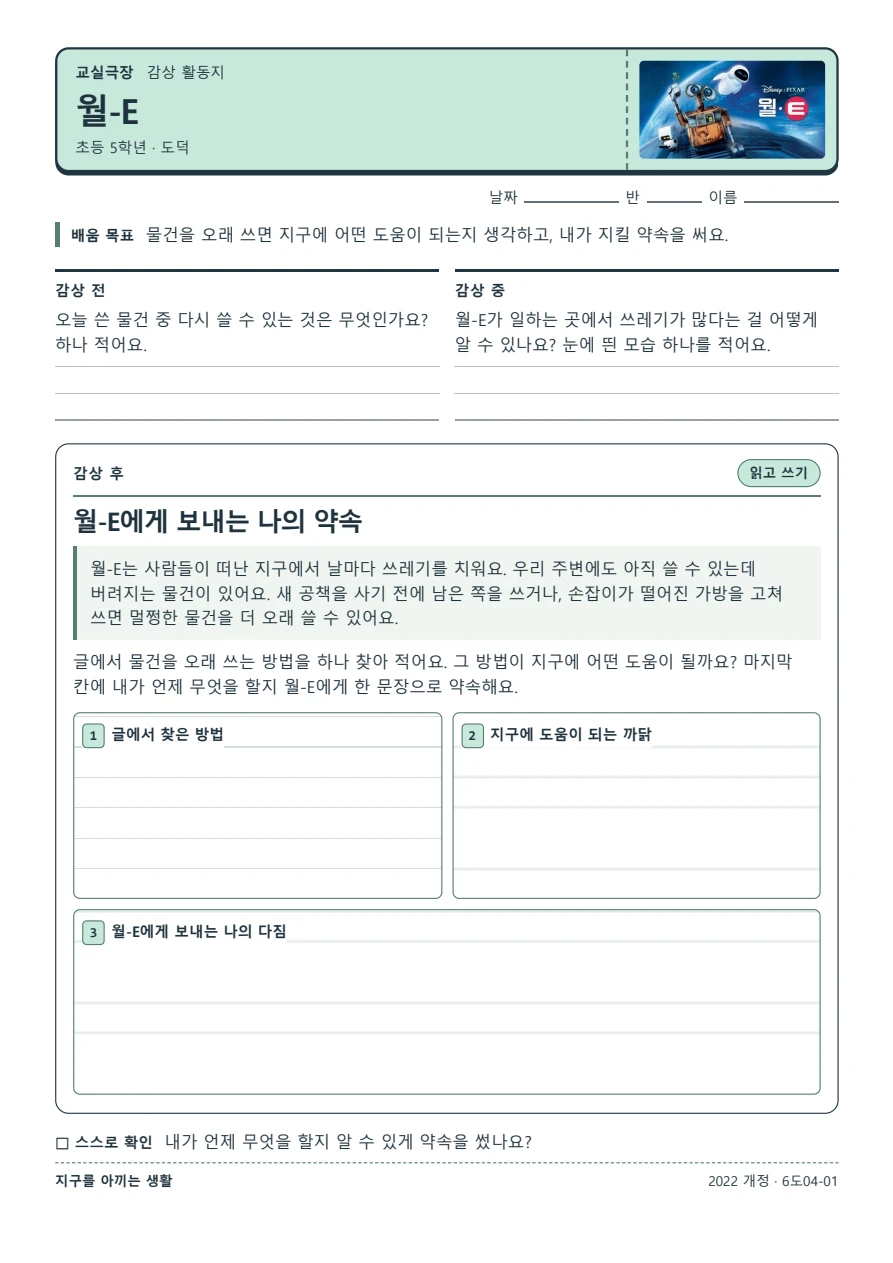 교실극장 감상 활동지
월-E
초등 5학년 · 도덕
Disney · PIXAR
월·E
날짜 반 이름
배움 목표 물건을 오래 쓰면 지구에 어떤 도움이 되는지 생각하고, 내가 지킬 약속을 써요.
감상 전
오늘 쓴 물건 중 다시 쓸 수 있는 것은 무엇인가요?
하나 적어요.
감상 중
월-E가 일하는 곳에서 쓰레기가 많다는 걸 어떻게
알 수 있나요? 눈에 띈 모습 하나를 적어요.
감상 후
읽고 쓰기
월-E에게 보내는 나의 약속
월-E는 사람들이 떠난 지구에서 날마다 쓰레기를 치워요. 우리 주변에도 아직 쓸 수 있는데
버려지는 물건이 있어요. 새 공책을 사기 전에 남은 쪽을 쓰거나, 손잡이가 떨어진 가방을 고쳐
쓰면 멀쩡한 물건을 더 오래 쓸 수 있어요.
글에서 물건을 오래 쓰는 방법을 하나 찾아 적어요. 그 방법이 지구에 어떤 도움이 될까요? 마지막
칸에 내가 언제 무엇을 할지 월-E에게 한 문장으로 약속해요.
1 글에서 찾은 방법
2 지구에 도움이 되는 까닭
3 월-E에게 보내는 나의 다짐
□ 스스로 확인 내가 언제 무엇을 할지 알 수 있게 약속을 썼나요?
지구를 아끼는 생활
2022 개정 · 6도04-01